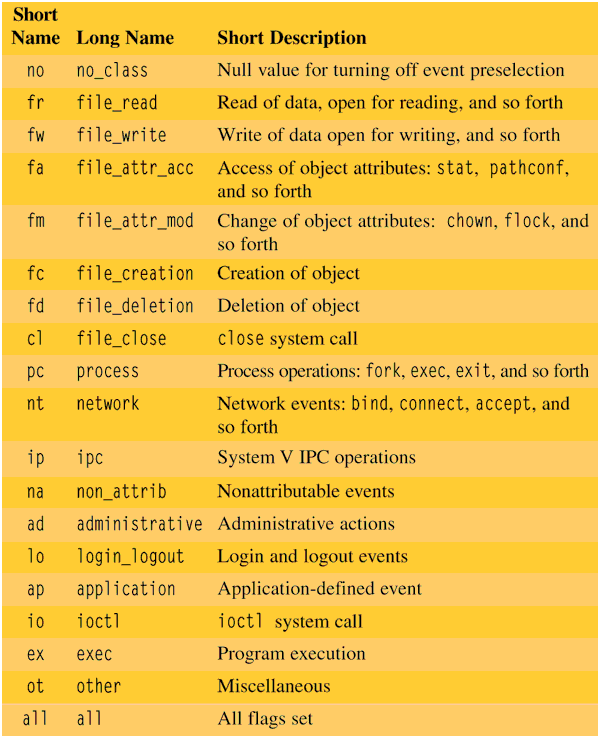 Short
Name Long Name Short Description
no no_class Null value for turning off event preselection
fr file_read Read of data, open for reading, and so forth
fw file_write Write of data open for writing, and so forth
fa file_attr_acc Access of object attributes: stat, pathconf,
and so forth
fm file_attr_mod Change of object attributes: chown, flock, and
so forth
fc file_creation Creation of object
fd file_deletion Deletion of object
cl file_close close system call
pc process Process operations: fork, exec, exit, and so forth
nt network Network events: bind, connect, accept, and
so forth
ip ipc System V IPC operations
na non_attrib Nonattributable events
ad administrative Administrative actions
lo login_logout Login and logout events
ap application Application-defined event
io ioctl ioctl system call
ex exec Program execution
ot other Miscellaneous
all all All flags set